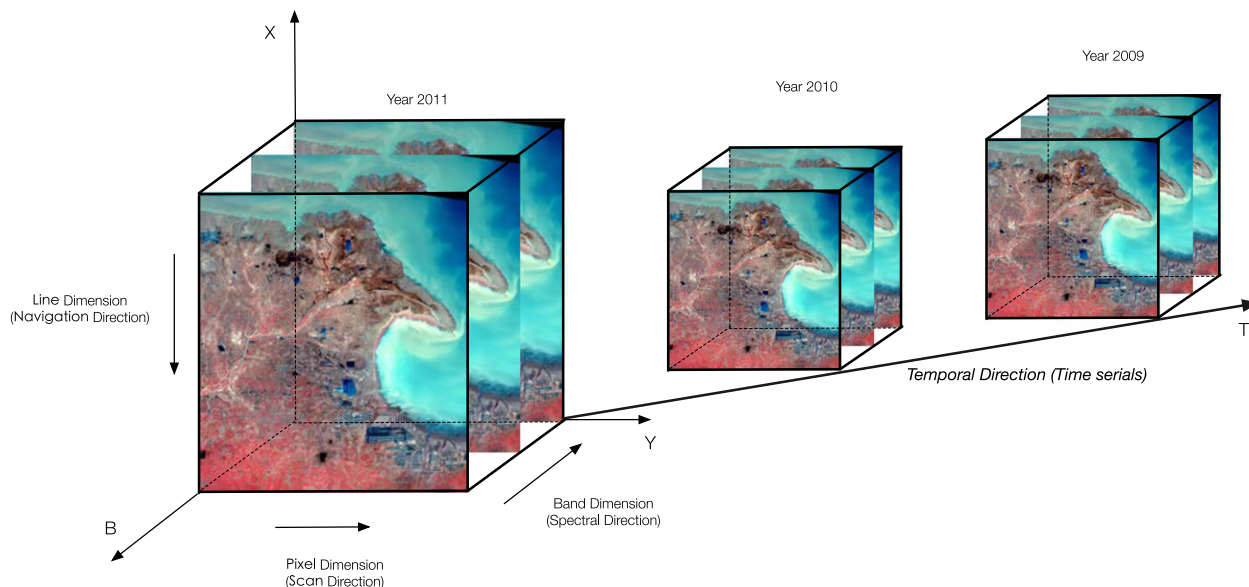 X
Year 2011
Year 2010
Year 2009
Line Dimension
(Navigation Direction)
T
Temporal Direction (Time serials)
Y
B
Band Dimension
(Spectral Direction)
Pixel Dimension
(Scan Direction)